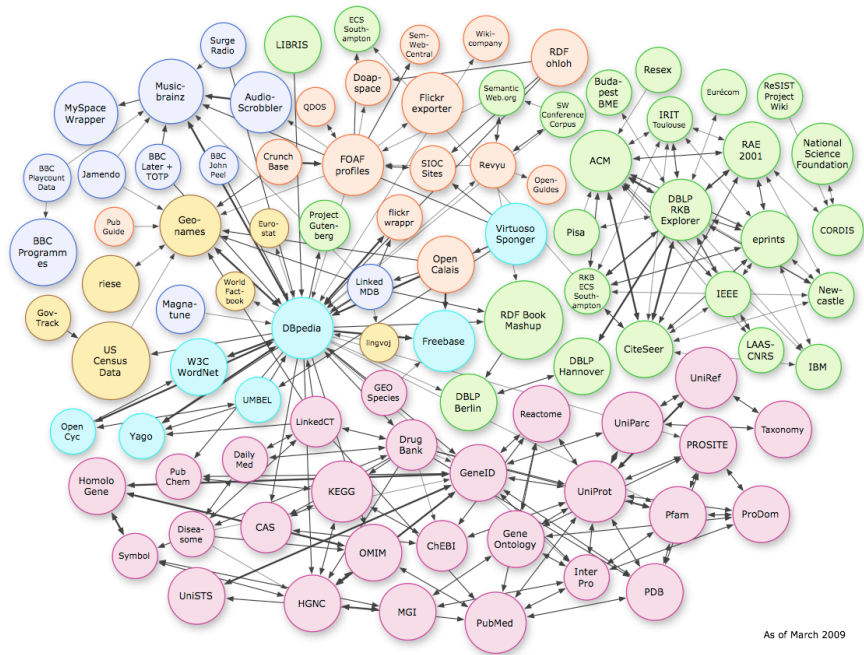 Surge
Radio
LIBRIS
ECS
South-
ampton
Sem-
Web-
Central
Wiki-
company
RDF
ohloh
Music-
brainz
MySpace
Wrapper
Audio-
Scrobbler
QDOS
Doap-
space
Flickr
exporter
Semantic
Web.org
SW
Conference
Corpus
Buda-
pest
BME
Resex
Eurécom
ReSIST
Project
Wiki
IRIT
Toulouse
RAE
2001
National
Science
Foundation
ACM
BBC
Playcount
Data
Jamendo
BBC
Later +
TOTP
BBC
John
Peel
Crunch
Base
FOAF
profiles
SIOC
Sites
Revyu
Open-
Guides
DBLP
RKB
Explorer
Pub
Guide
Geo-
names
Euro-
stat
Project
Guten-
berg
flickr
wrappr
Virtuoso
Sponger
Pisa
eprints
CORDIS
BBC
Programm
es
riese
World
Fact-
book
Linked
MDB
Open
Calais
RKB
ECS
South-
ampton
IEEE
New-
castle
Gov-
Track
Magna-
tune
DBpedia
RDF Book
Mashup
US
Census
Data
W3C
WordNet
lingvoj
Freebase
CiteSeer
LAAS-
CNRS
IBM
DBLP
Hannover
UMBEL
GEO
Species
DBLP
Berlin
UniRef
Open
Cyc
Yago
LinkedCT
Reactome
UniParc
Taxonomy
Drug
Bank
PROSITE
Daily
Med
Pub
Chem
Homolo
Gene
KEGG
GeneID
UniProt
Pfam
ProDom
CAS
Disea-
some
ChEBI
Gene
Ontology
Symbol
OMIM
Inter
Pro
UniSTS
HGNC
MGI
PubMed
PDB
As of March 2009